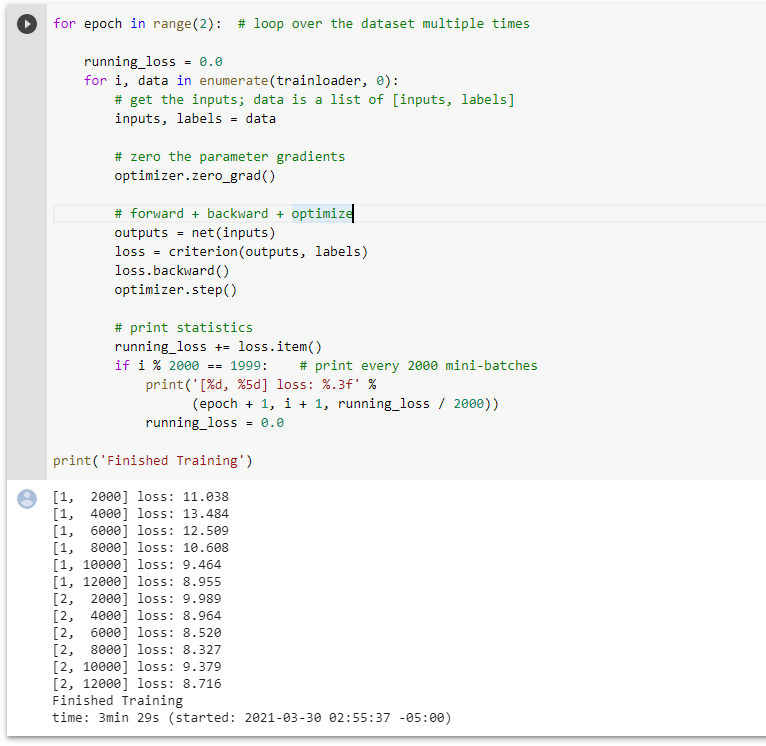 for epoch in range(2):  # loop over the dataset multiple times
    running_loss = 0.0
    for i, data in enumerate(trainloader, 0):
        # get the inputs; data is a list of [inputs, labels]
        inputs, labels = data
        # zero the parameter gradients
        optimizer.zero_grad()
        # forward + backward + optimize
        outputs = net(inputs)
        loss = criterion(outputs, labels)
        loss.backward()
        optimizer.step()
        # print statistics
        running_loss += loss.item()
        if i % 2000 == 1999:    # print every 2000 mini-batches
            print('[%d, %5d] loss: %.3f' %
                  (epoch + 1, i + 1, running_loss / 2000))
            running_loss = 0.0
print('Finished Training')
[1,  2000] loss: 11.038
[1,  4000] loss: 13.484
[1,  6000] loss: 12.509
[1,  8000] loss: 10.608
[1, 10000] loss: 9.464
[1, 12000] loss: 8.955
[2,  2000] loss: 9.989
[2,  4000] loss: 8.964
[2,  6000] loss: 8.520
[2,  8000] loss: 8.327
[2, 10000] loss: 9.379
[2, 12000] loss: 8.716
Finished Training
time: 3min 29s (started: 2021-03-30 02:55:37 -05:00)